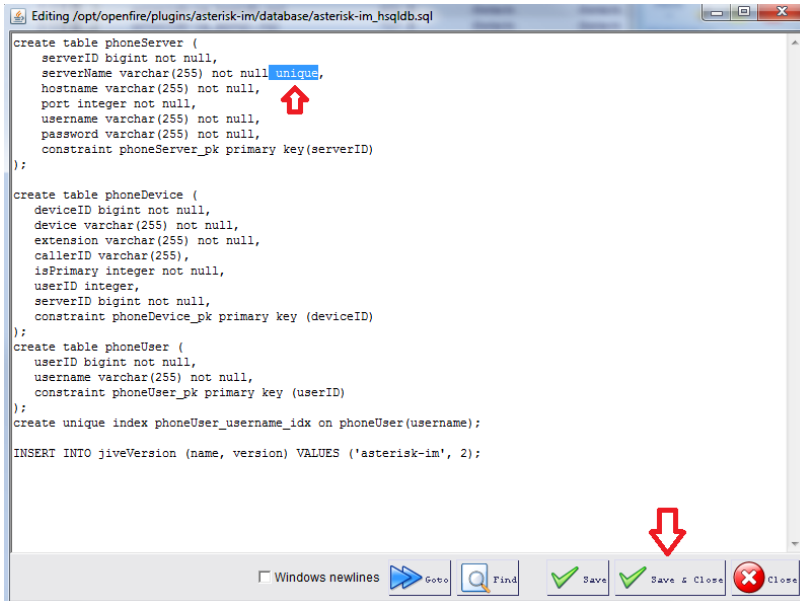 Editing /opt/openfire/plugins/asterisk-im/database/asterisk-im_hsqldb.sql
create table phoneServer (
    serverID bigint not null,
    serverName varchar(255) not null unique,
    hostname varchar(255) not null,
    port integer not null,
    username varchar(255) not null,
    password varchar(255) not null,
    constraint phoneServer_pk primary key(serverID)
);
create table phoneDevice (
   deviceID bigint not null,
   device varchar(255) not null,
   extension varchar(255) not null,
   callerID varchar(255),
   isPrimary integer not null,
   userID integer,
   serverID bigint not null,
   constraint phoneDevice_pk primary key (deviceID)
);
create table phoneUser (
   userID bigint not null,
   username varchar(255) not null,
   constraint phoneUser_pk primary key (userID)
);
create unique index phoneUser_username_idx on phoneUser(username);
INSERT INTO jiveVersion (name, version) VALUES ('asterisk-im', 2);
Windows newlines Goto Find Save Save & Close Close